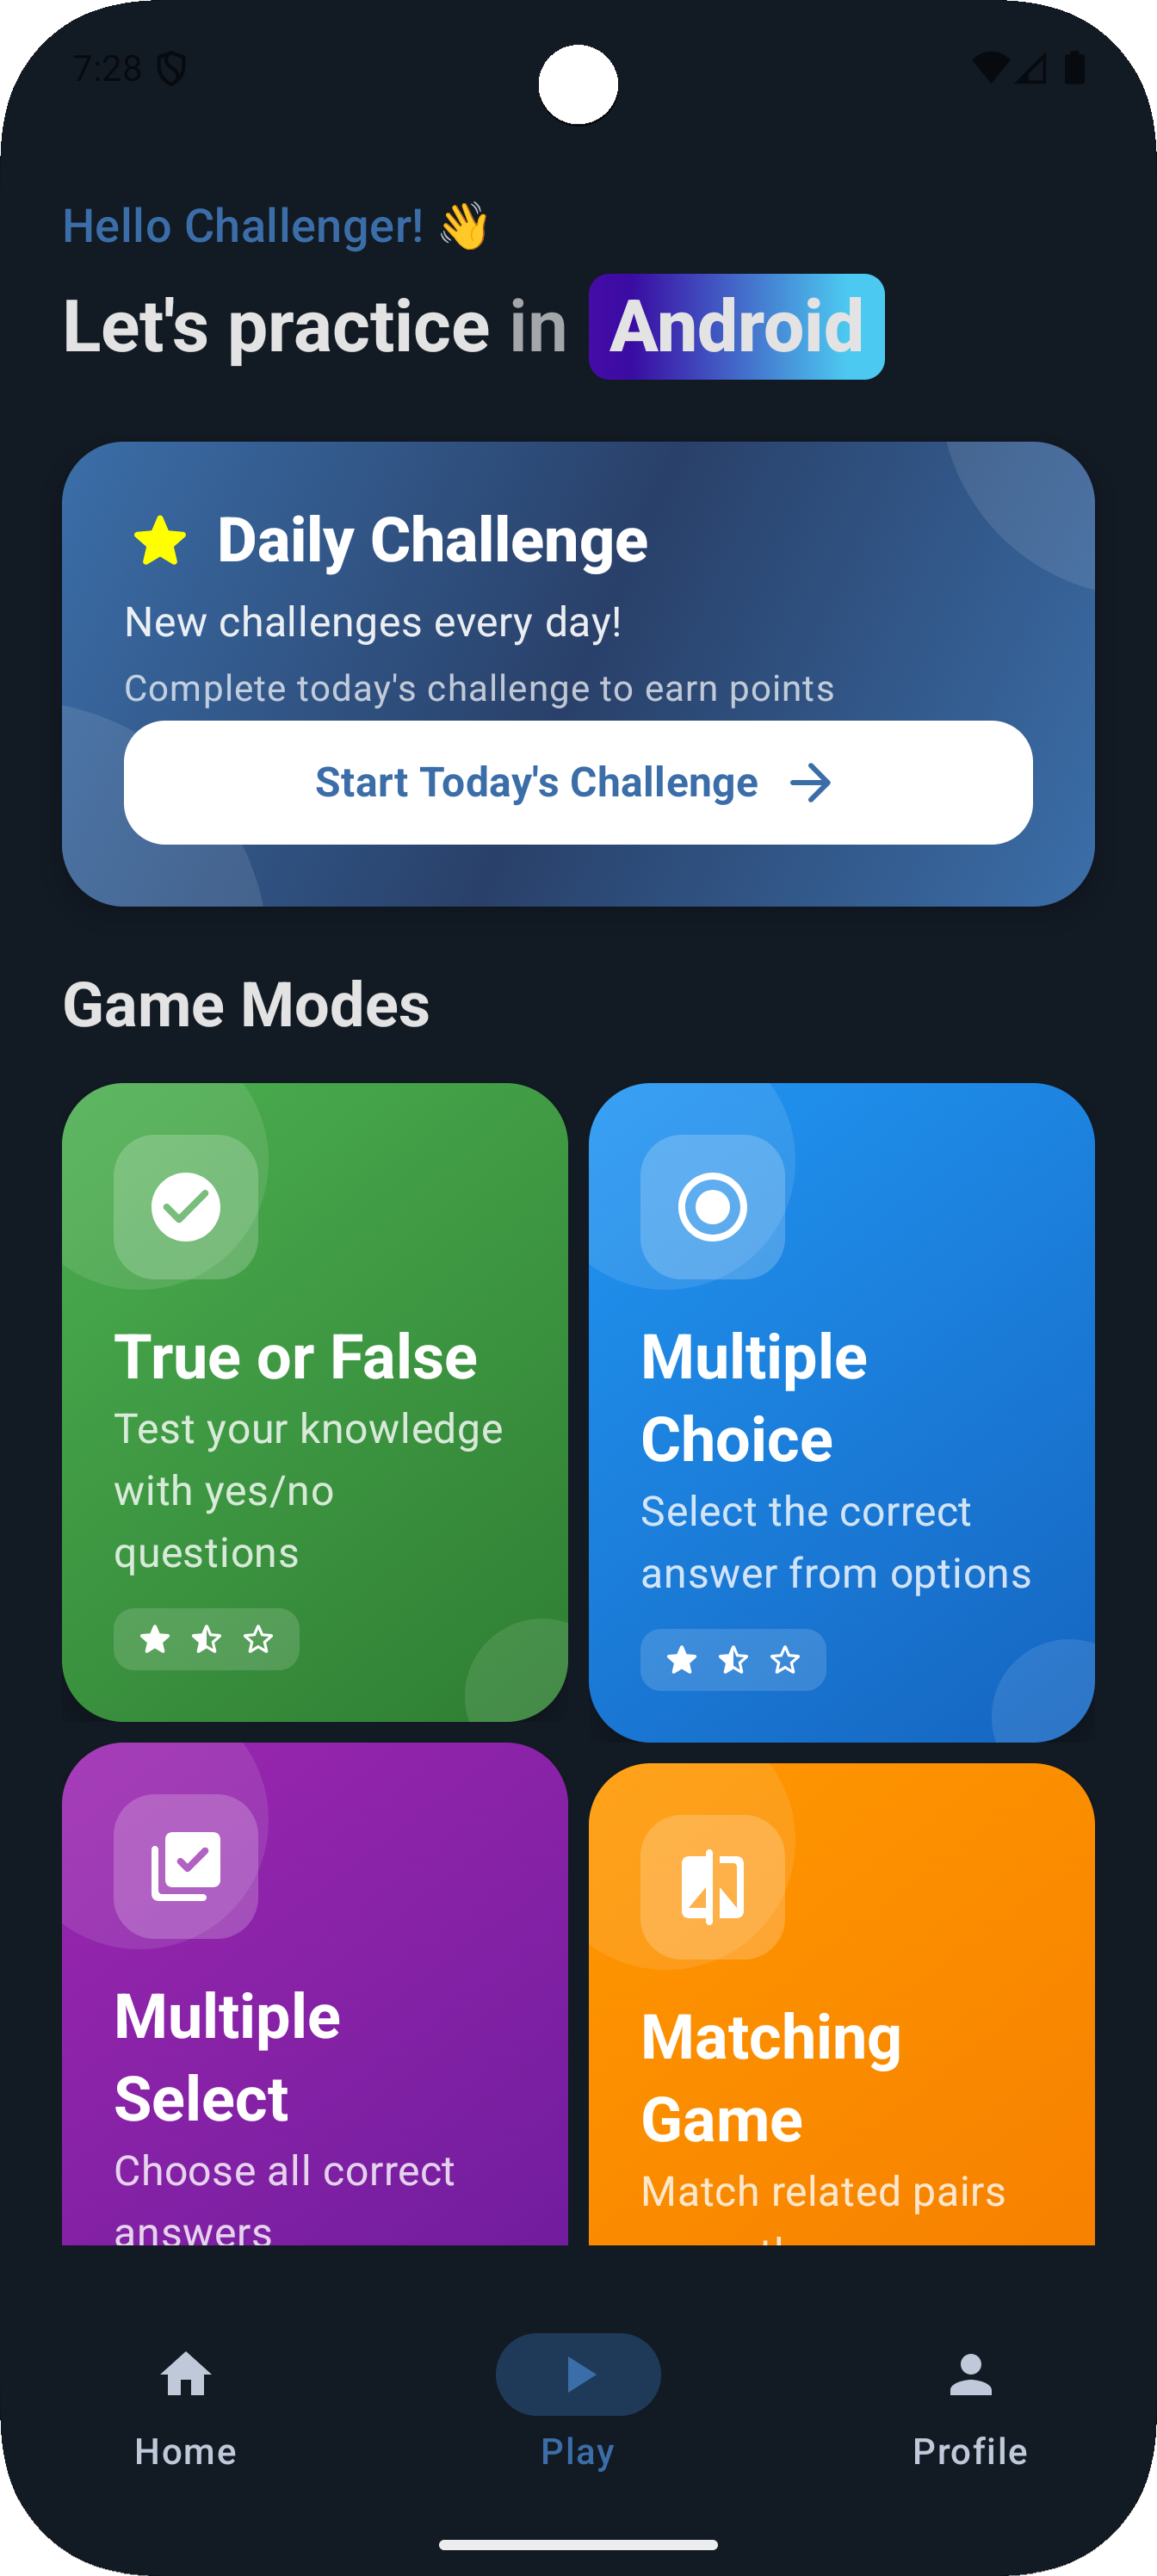 7:28
Hello Challenger! 👋
Let's practice in Android
Daily Challenge
New challenges every day!
Complete today's challenge to earn points
Start Today's Challenge
Game Modes
True or False
Test your knowledge
with yes/no
questions
Multiple
Choice
Select the correct
answer from options
Multiple
Select
Choose all correct
answers
Matching
Game
Match related pairs
Home
Play
Profile